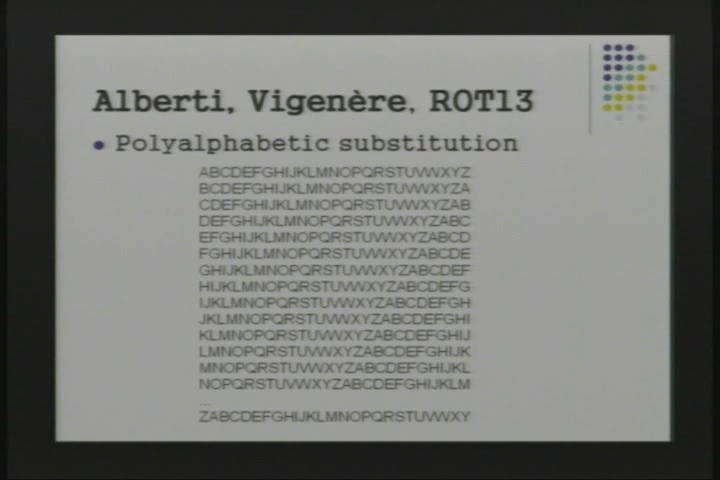 Alberti, Vigenère, ROT13
Polyalphabetic substitution
ABCDEFGHIJKLMNOPQRSTUVWXYZ
BCDEFGHIJKLMNOPQRSTUVWXYZA
CDEFGHIJKLMNOPQRSTUVWXYZAB
DEFGHIJKLMNOPQRSTUVWXYZABC
EFGHIJKLMNOPQRSTUVWXYZABCD
FGHIJKLMNOPQRSTUVWXYZABCDE
GHIJKLMNOPQRSTUVWXYZABCDEF
HIJKLMNOPQRSTUVWXYZABCDEFG
IJKLMNOPQRSTUVWXYZABCDEFGH
JKLMNOPQRSTUVWXYZABCDEFGHI
KLMNOPQRSTUVWXYZABCDEFGHIJ
LMNOPQRSTUVWXYZABCDEFGHIJK
MNOPQRSTUVWXYZABCDEFGHIJKL
NOPQRSTUVWXYZABCDEFGHIJKLM
...
ZABCDEFGHIJKLMNOPQRSTUVWXY